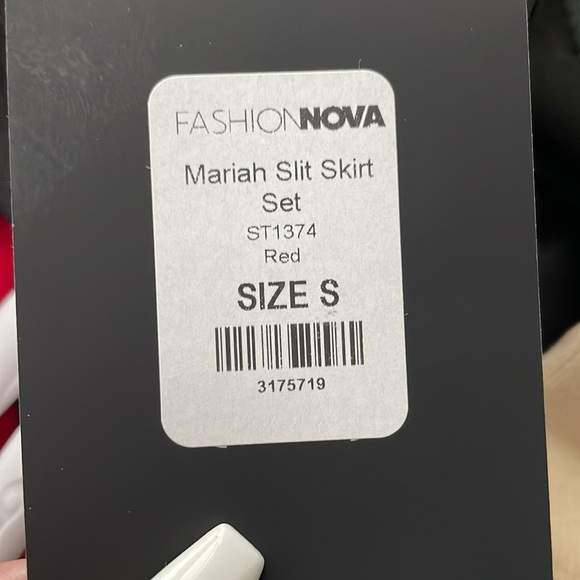 FASHIONNOVA
Mariah Slit Skirt
Set
ST1374
Red
SIZE S
3175719